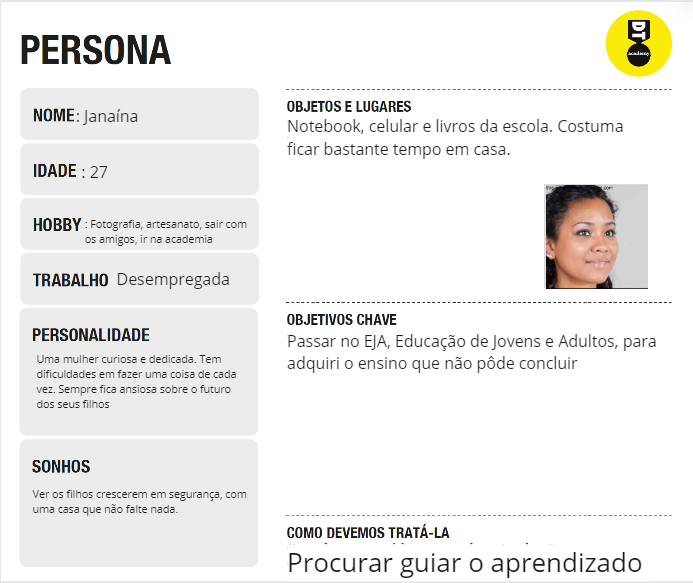 PERSONA
DT
academy
NOME: Janaína
IDADE : 27
HOBBY : Fotografia, artesanato, sair com
os amigos, ir na academia
TRABALHO Desempregada
PERSONALIDADE
Uma mulher curiosa e dedicada. Tem
dificuldades em fazer uma coisa de cada
vez. Sempre fica ansiosa sobre o futuro
dos seus filhos
SONHOS
Ver os filhos crescerem em segurança, com
uma casa que não falte nada.
OBJETOS E LUGARES
Notebook, celular e livros da escola. Costuma
ficar bastante tempo em casa.
OBJETIVOS CHAVE
Passar no EJA, Educação de Jovens e Adultos, para
adquiri o ensino que não pôde concluir
COMO DEVEMOS TRATÁ-LA
Procurar guiar o aprendizado